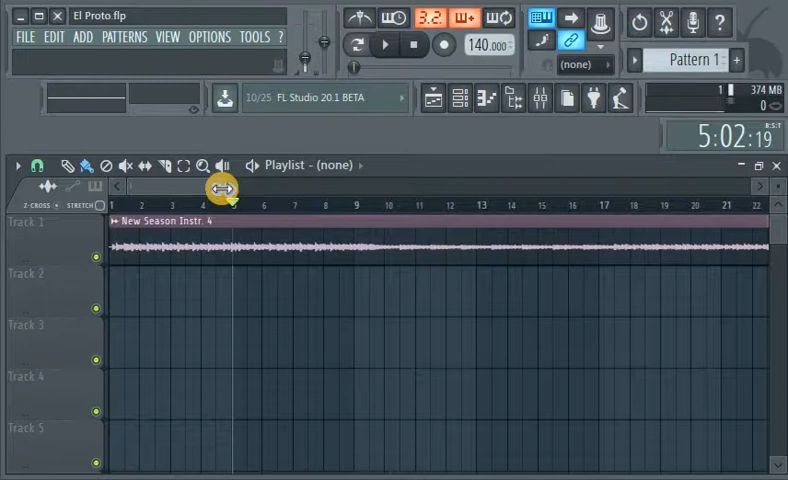 El Proto.flp
FILE EDIT ADD PATTERNS VIEW OPTIONS TOOLS ?
3.2.
140.000
(none)
Pattern 1
10/25 FL Studio 20.1 BETA
1
374 MB
0
B:S:T
5:02:19
Playlist - (none)
Z-CROSS STRETCH
1 2 3 4 5 6 7 8 9 10 11 12 13 14 15 16 17 18 19 20 21 22
Track 1
New Season Instr. 4
Track 2
Track 3
Track 4
Track 5